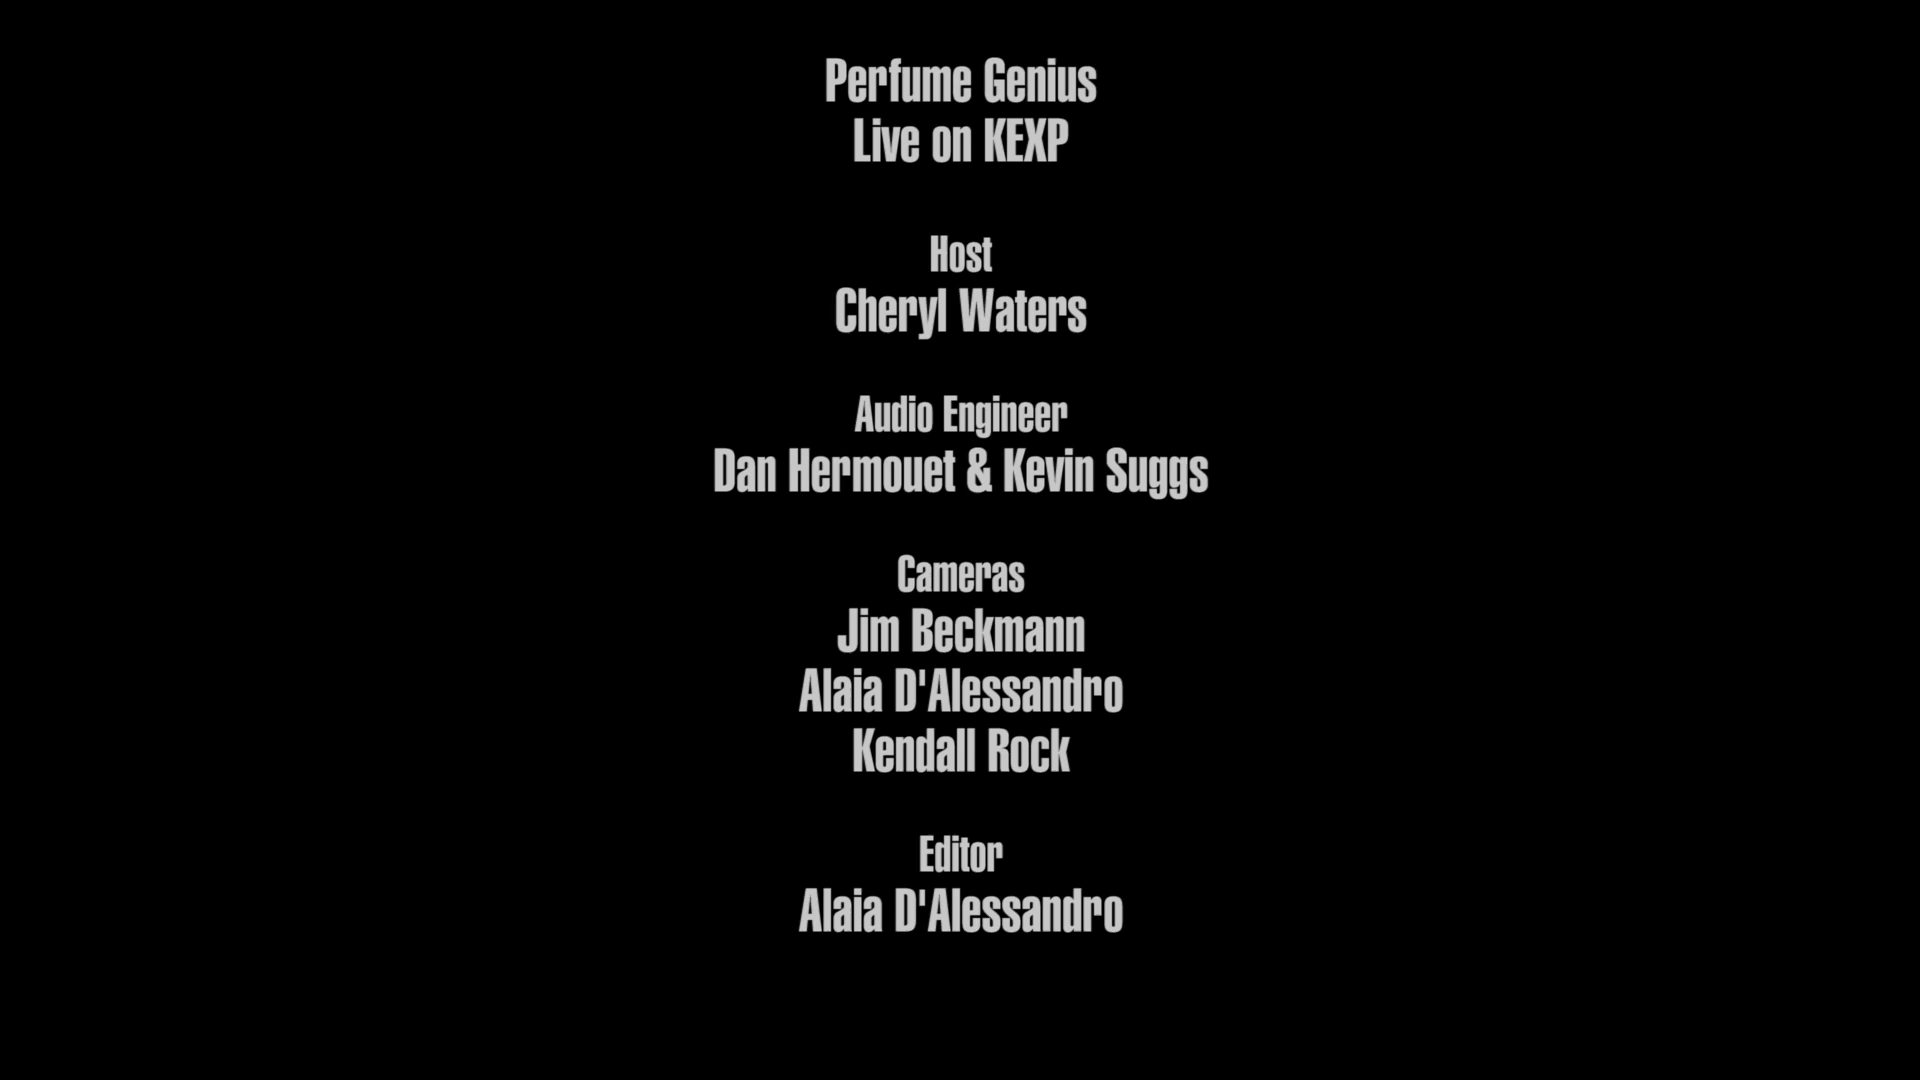 Perfume Genius
Live on KEXP
Host
Cheryl Waters
Audio Engineer
Dan Hermouet & Kevin Suggs
Cameras
Jim Beckmann
Alaia D'Alessandro
Kendall Rock
Editor
Alaia D'Alessandro